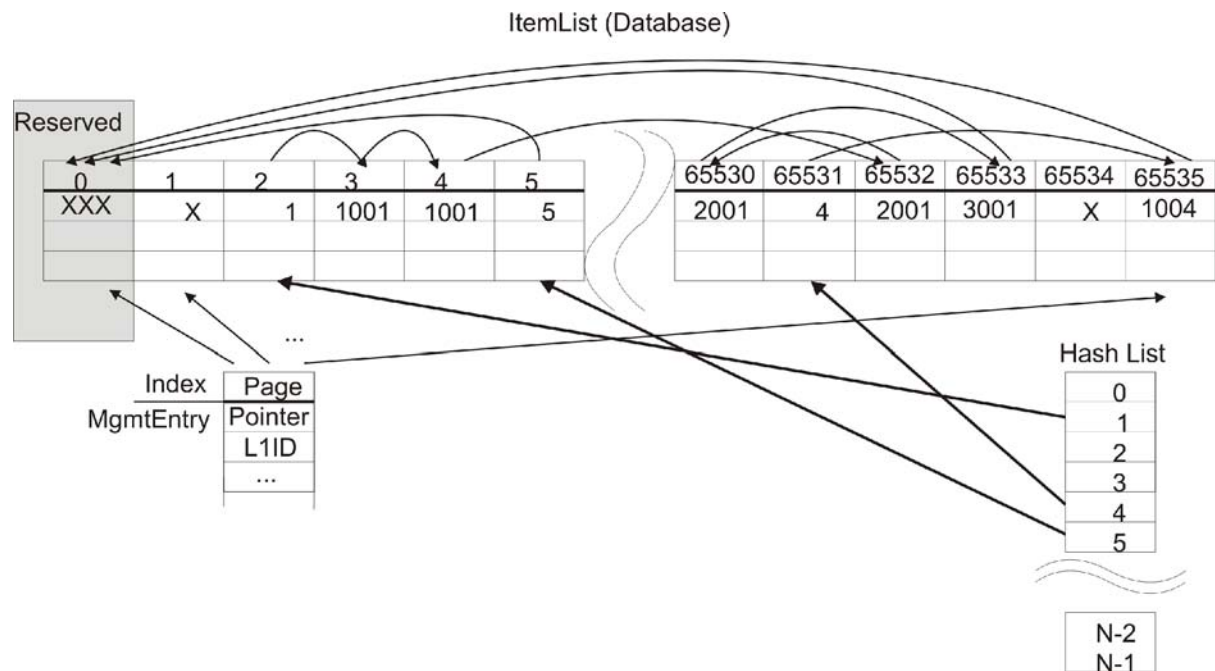 ItemList (Database)
Reserved
0 1 2 3 4 5 65530 65531 65532 65533 65534 65535
XXX X 1 1001 1001 5 2001 4 2001 3001 X 1004
...
Hash List
Index Page
MgmtEntry Pointer
L1ID
...
0
1
2
3
4
5
N-2
N-1